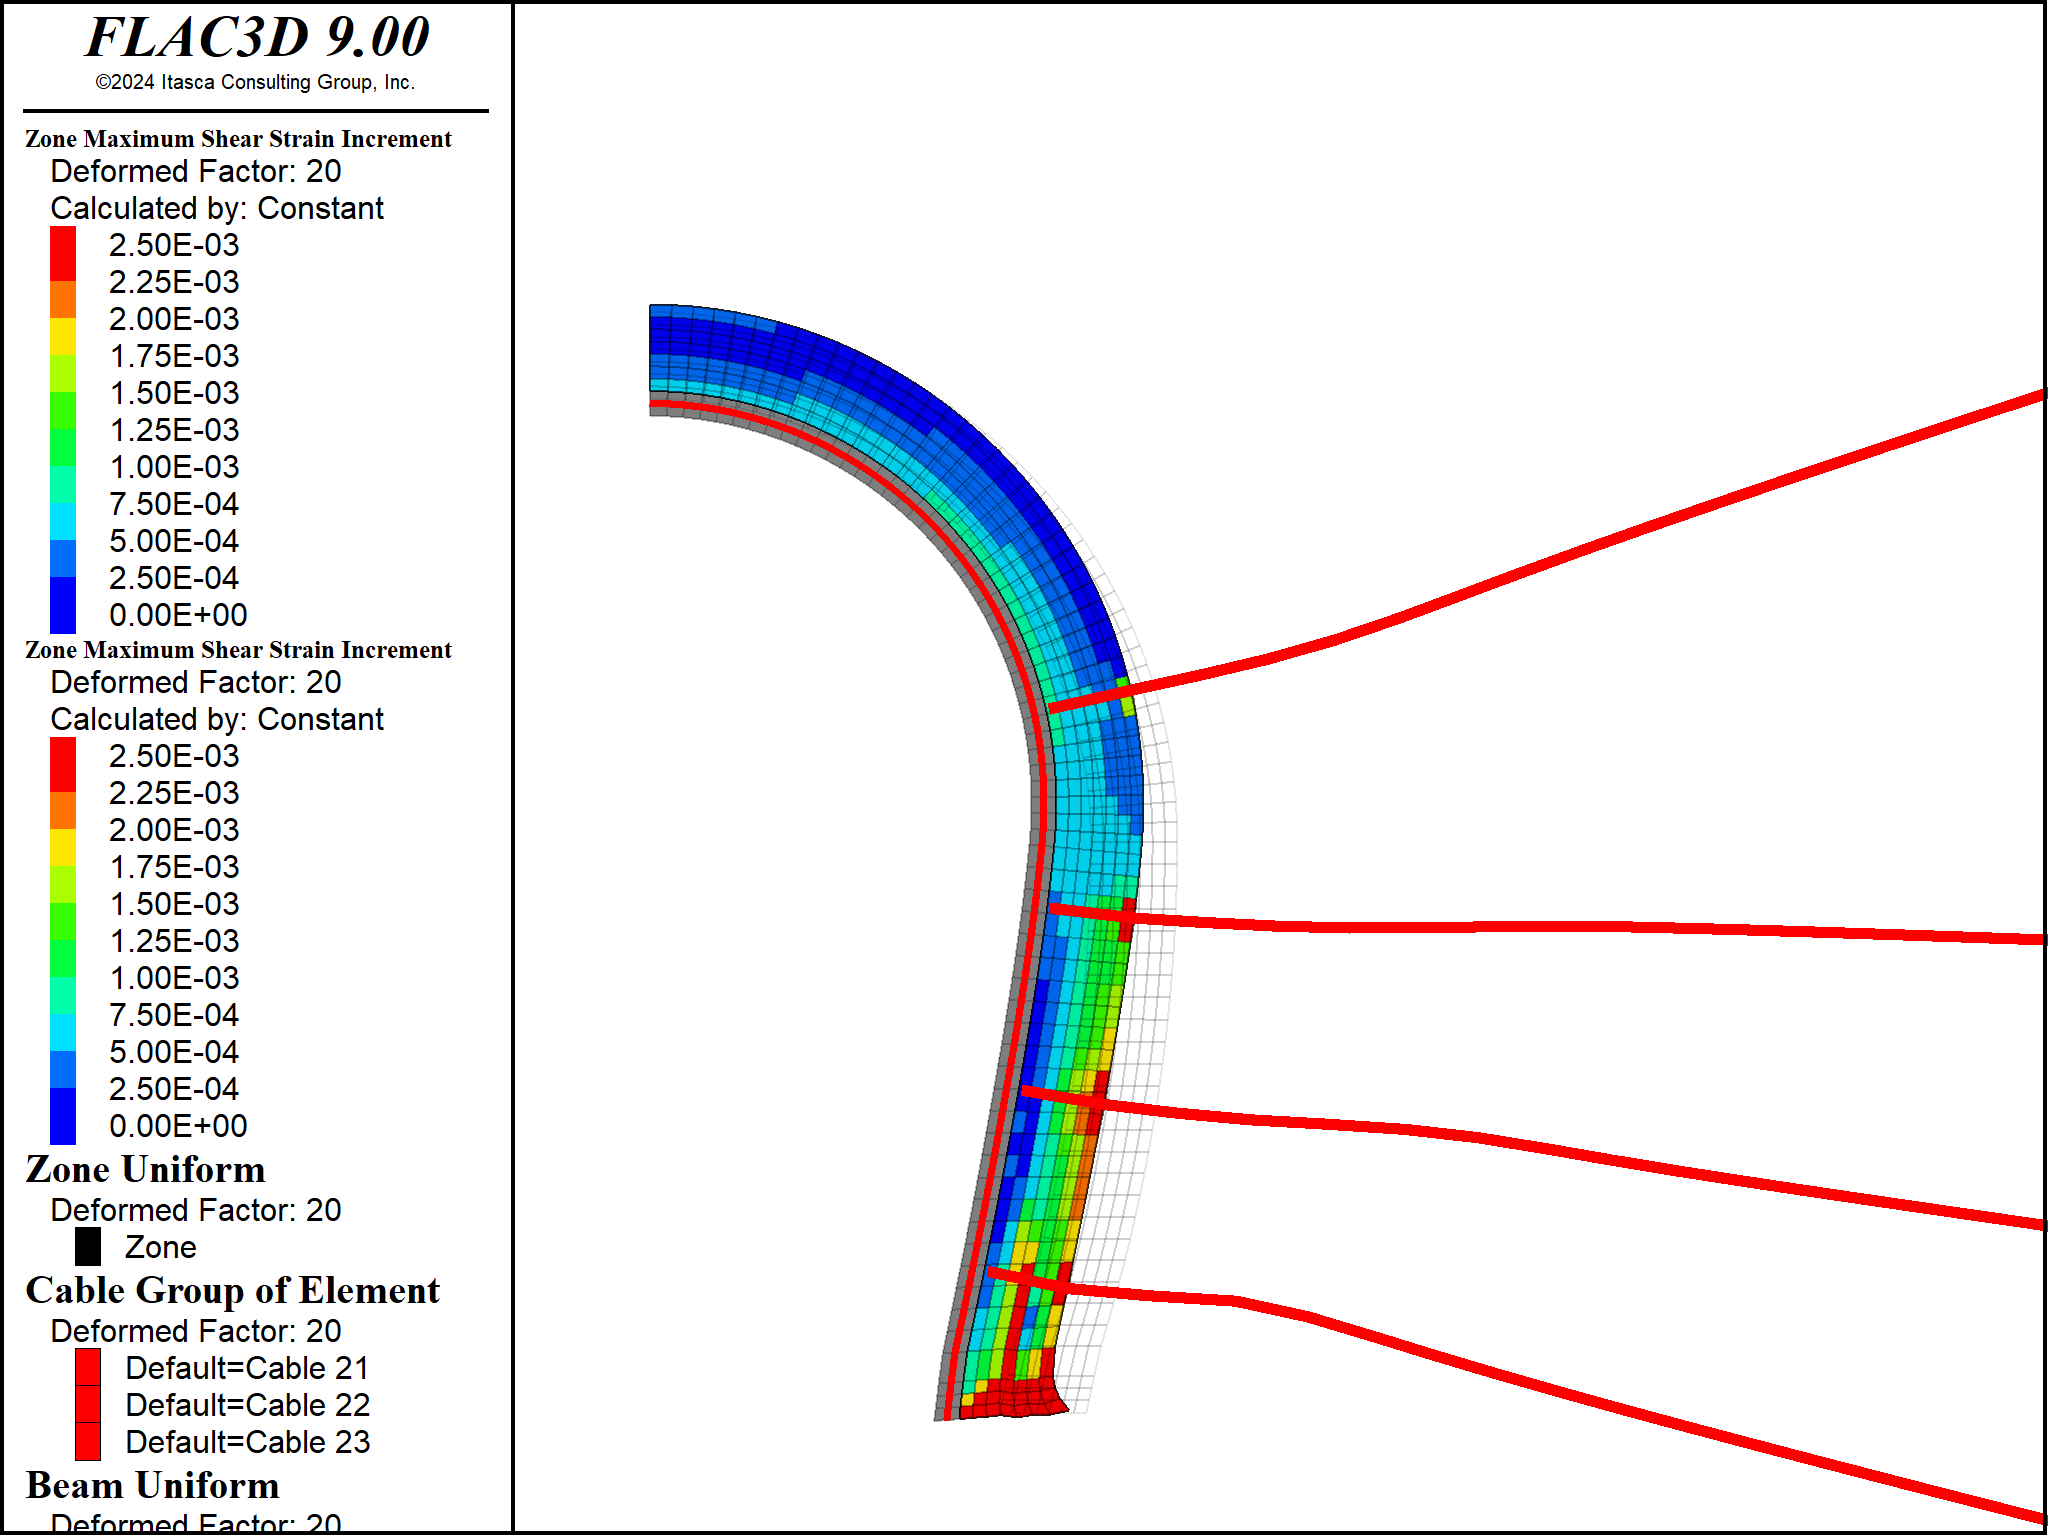 FLAC3D 9.00
©2024 Itasca Consulting Group, Inc.
Zone Maximum Shear Strain Increment
Deformed Factor: 20
Calculated by: Constant
2.50E-03
2.25E-03
2.00E-03
1.75E-03
1.50E-03
1.25E-03
1.00E-03
7.50E-04
5.00E-04
2.50E-04
0.00E+00
Zone Maximum Shear Strain Increment
Deformed Factor: 20
Calculated by: Constant
2.50E-03
2.25E-03
2.00E-03
1.75E-03
1.50E-03
1.25E-03
1.00E-03
7.50E-04
5.00E-04
2.50E-04
0.00E+00
Zone Uniform
Deformed Factor: 20
Zone
Cable Group of Element
Deformed Factor: 20
Default=Cable 21
Default=Cable 22
Default=Cable 23
Beam Uniform
Deformed Factor: 20